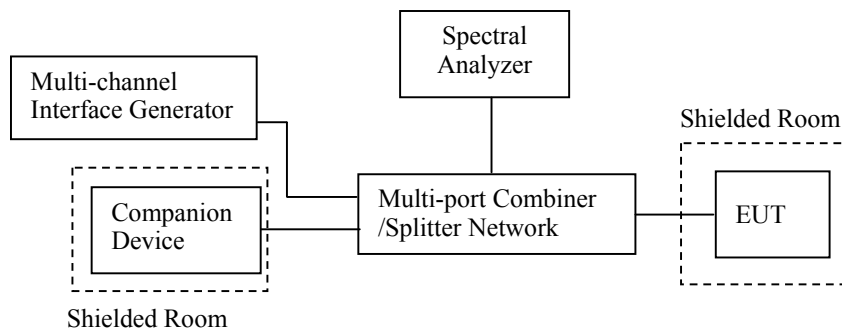 Spectral
Analyzer
Multi-channel
Interface Generator
Shielded Room
Multi-port Combiner
/Splitter Network
EUT
Companion
Device
Shielded Room